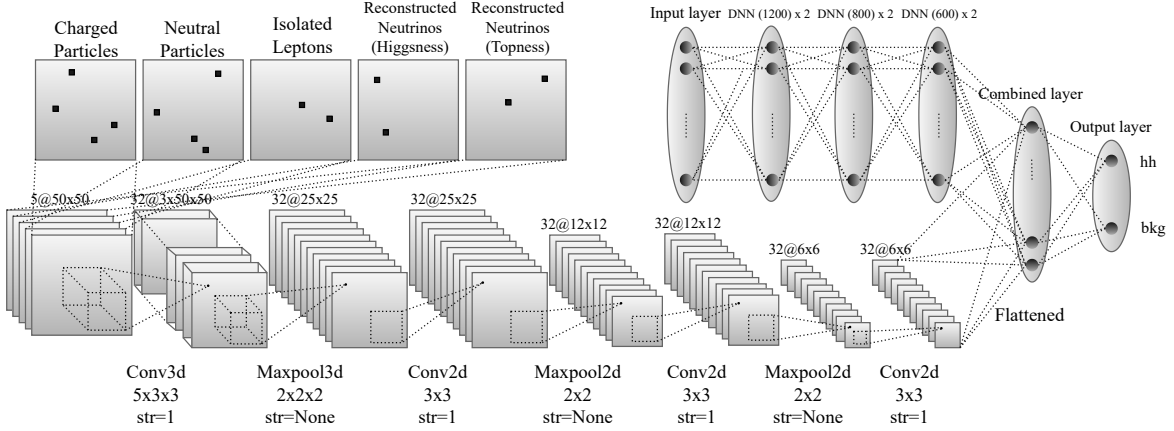 Charged
Particles
Neutral
Particles
Isolated
Leptons
Reconstructed
Neutrinos
(Higgsness)
Reconstructed
Neutrinos
(Topness)
Input layer
DNN (1200) x 2
DNN (800) x 2
DNN (600) x 2
Combined layer
Output layer
hh
bkg
5@50x50
32@3x50x50
32@25x25
32@25x25
32@12x12
32@12x12
32@6x6
32@6x6
Flattened
Conv3d
5x3x3
str=1
Maxpool3d
2x2x2
str=None
Conv2d
3x3
str=1
Maxpool2d
2x2
str=None
Conv2d
3x3
str=1
Maxpool2d
2x2
str=None
Conv2d
3x3
str=1